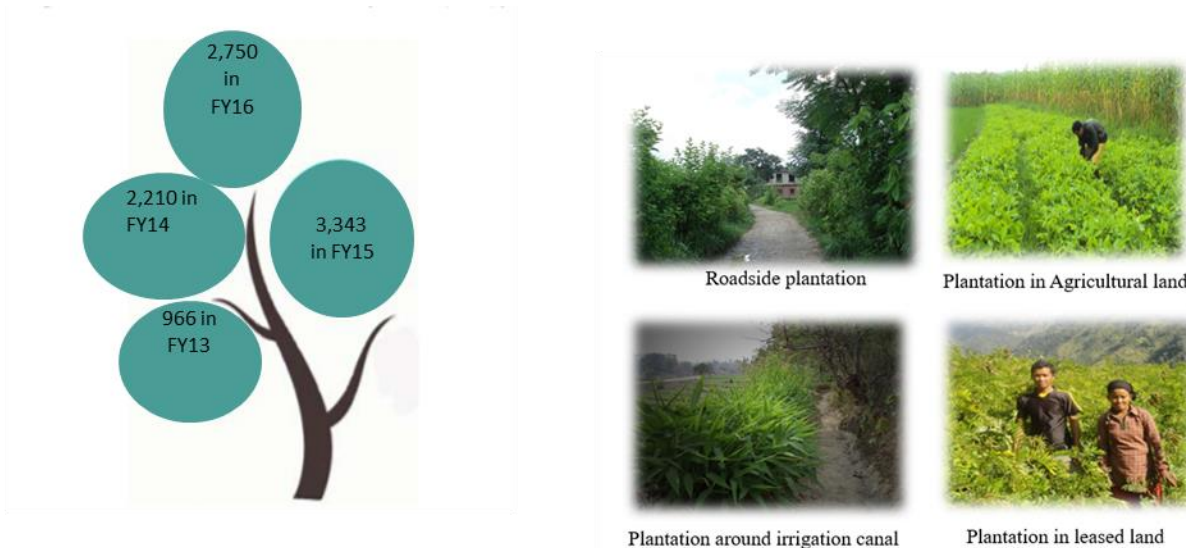 2,750
in
FY16
2,210 in
FY14
3,343
in FY15
966 in
FY13
Roadside plantation
Plantation in Agricultural land
Plantation around irrigation canal
Plantation in leased land